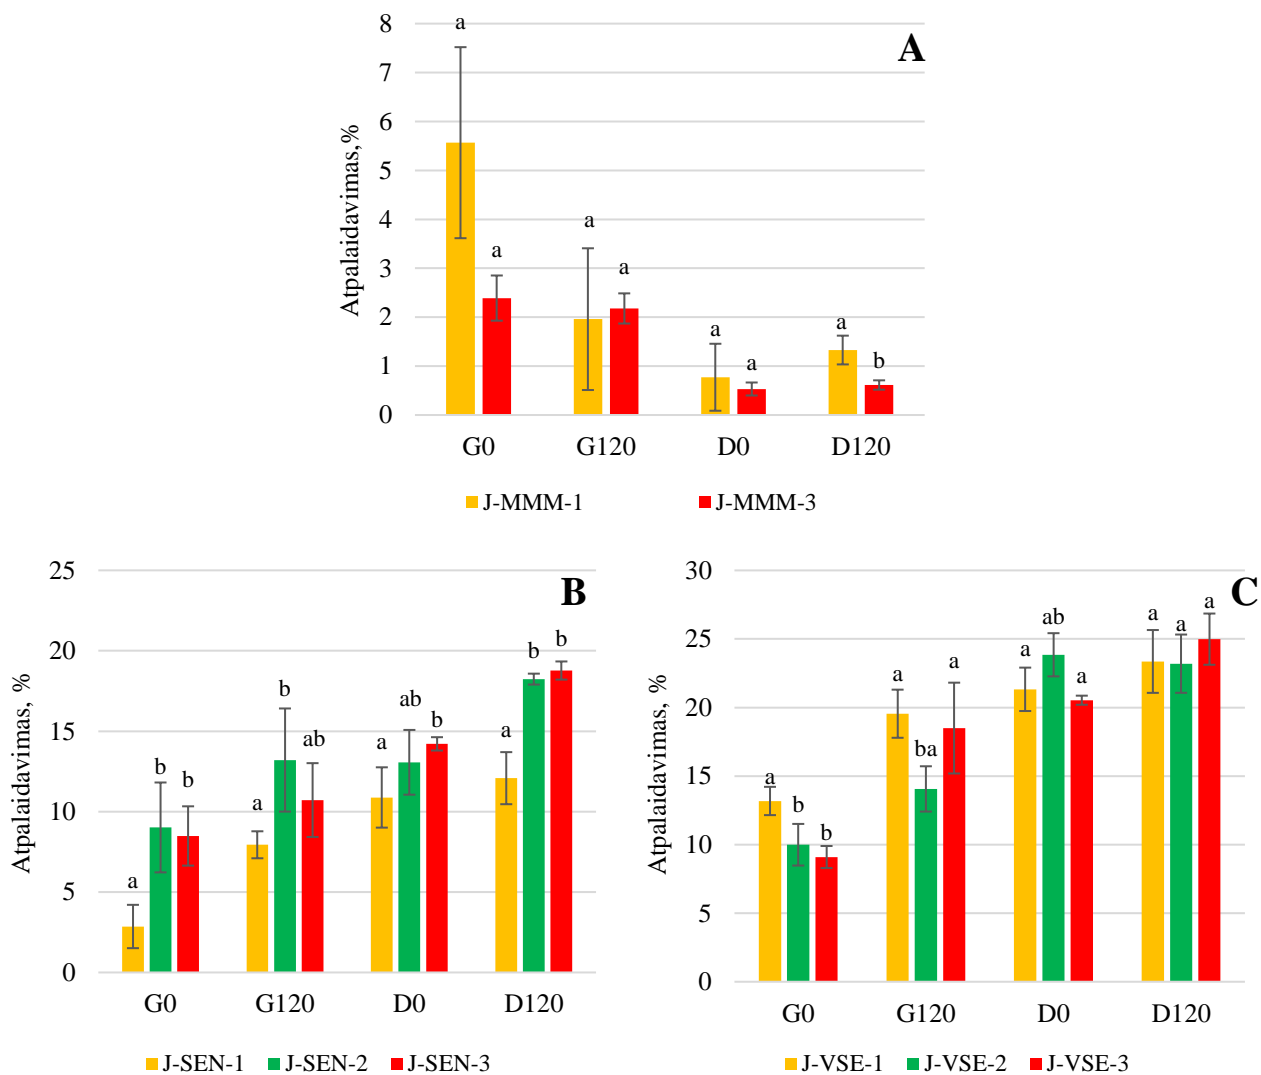 A
Atpalaidavimas,%
8
7
6
5
4
3
2
1
0
a a a a a a a b
G0 G120 D0 D120
J-MMM-1 J-MMM-3
B
Atpalaidavimas, %
25
20
15
10
5
0
a b b a b ab a ab b a b b
G0 G120 D0 D120
J-SEN-1 J-SEN-2 J-SEN-3
C
Atpalaidavimas, %
30
25
20
15
10
5
0
a b b a ba a a ab a a a a
G0 G120 D0 D120
J-VSE-1 J-VSE-2 J-VSE-3